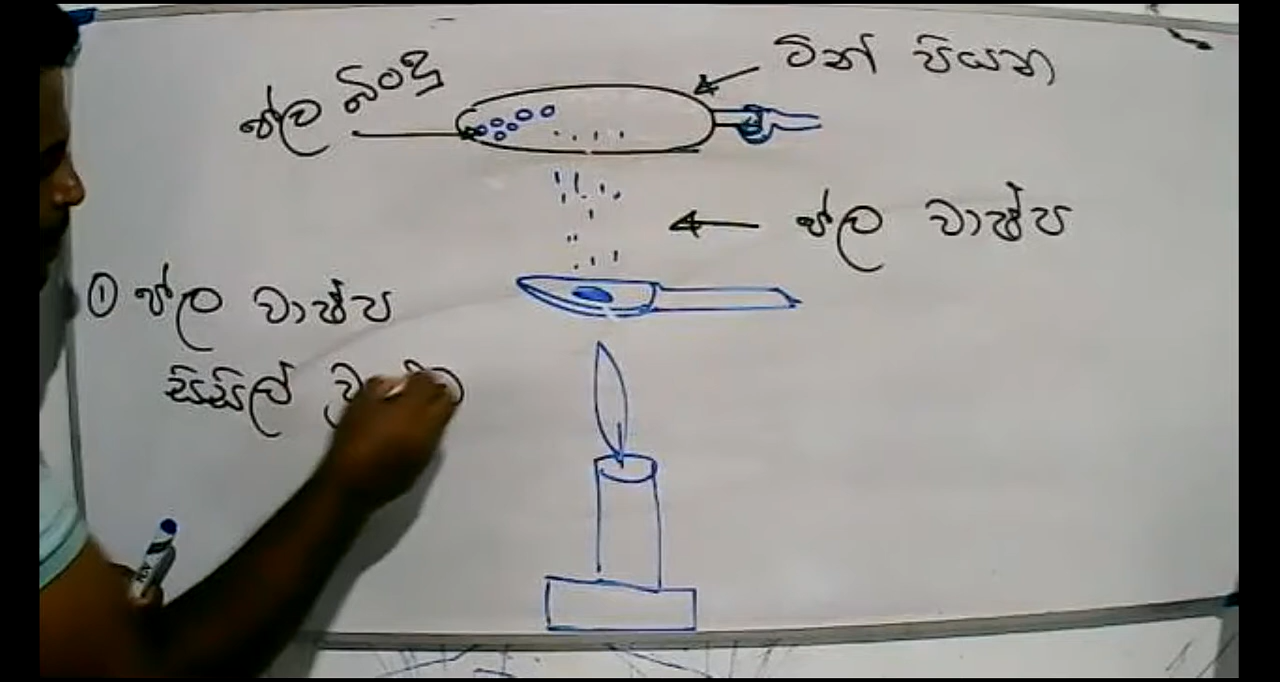 ටින් පියන
ජල බිංදු
ජල වාෂ්ප
① ජල වාෂ්ප
සිසිල්